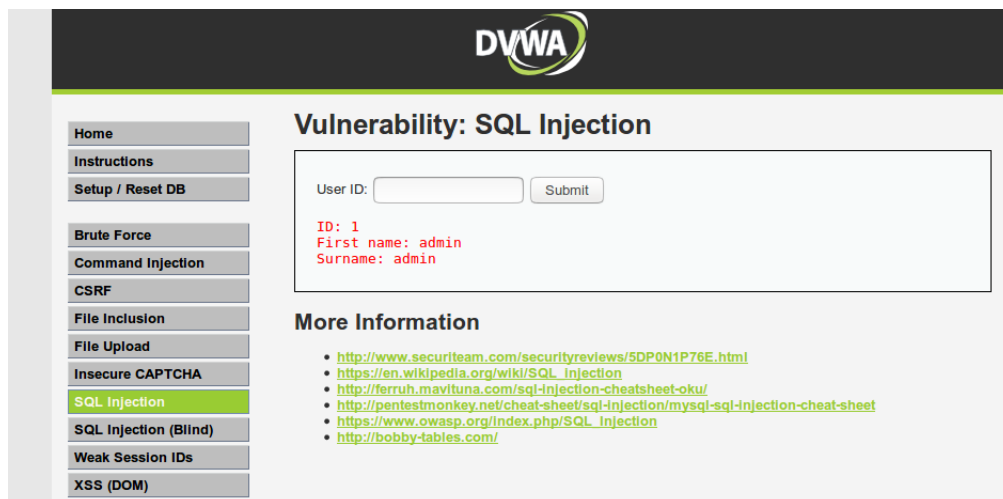 DVWA
Home
Instructions
Setup / Reset DB
Brute Force
Command Injection
CSRF
File Inclusion
File Upload
Insecure CAPTCHA
SQL Injection
SQL Injection (Blind)
Weak Session IDs
XSS (DOM)
Vulnerability: SQL Injection
User ID: Submit
ID: 1
First name: admin
Surname: admin
More Information
http://www.securiteam.com/securityreviews/5DP0N1P76E.html
https://en.wikipedia.org/wiki/SQL_injection
http://ferruh.mavituna.com/sql-injection-cheatsheet-oku/
http://pentestmonkey.net/cheat-sheet/sql-injection/mysql-sql-injection-cheat-sheet
https://www.owasp.org/index.php/SQL_Injection
http://bobby-tables.com/